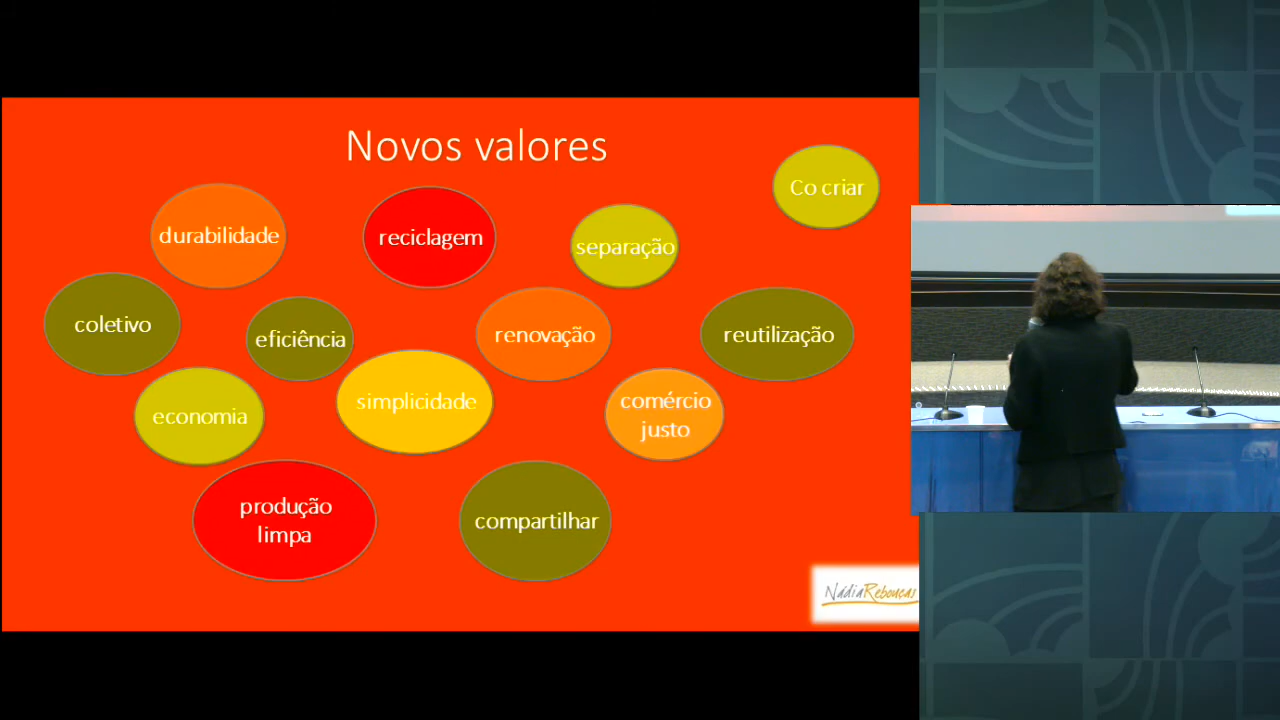 Novos valores
Co criar
durabilidade
reciclagem
separação
coletivo
eficiência
renovação
reutilização
economia
simplicidade
comércio
justo
produção
limpa
compartilhar
NádiaRebouças